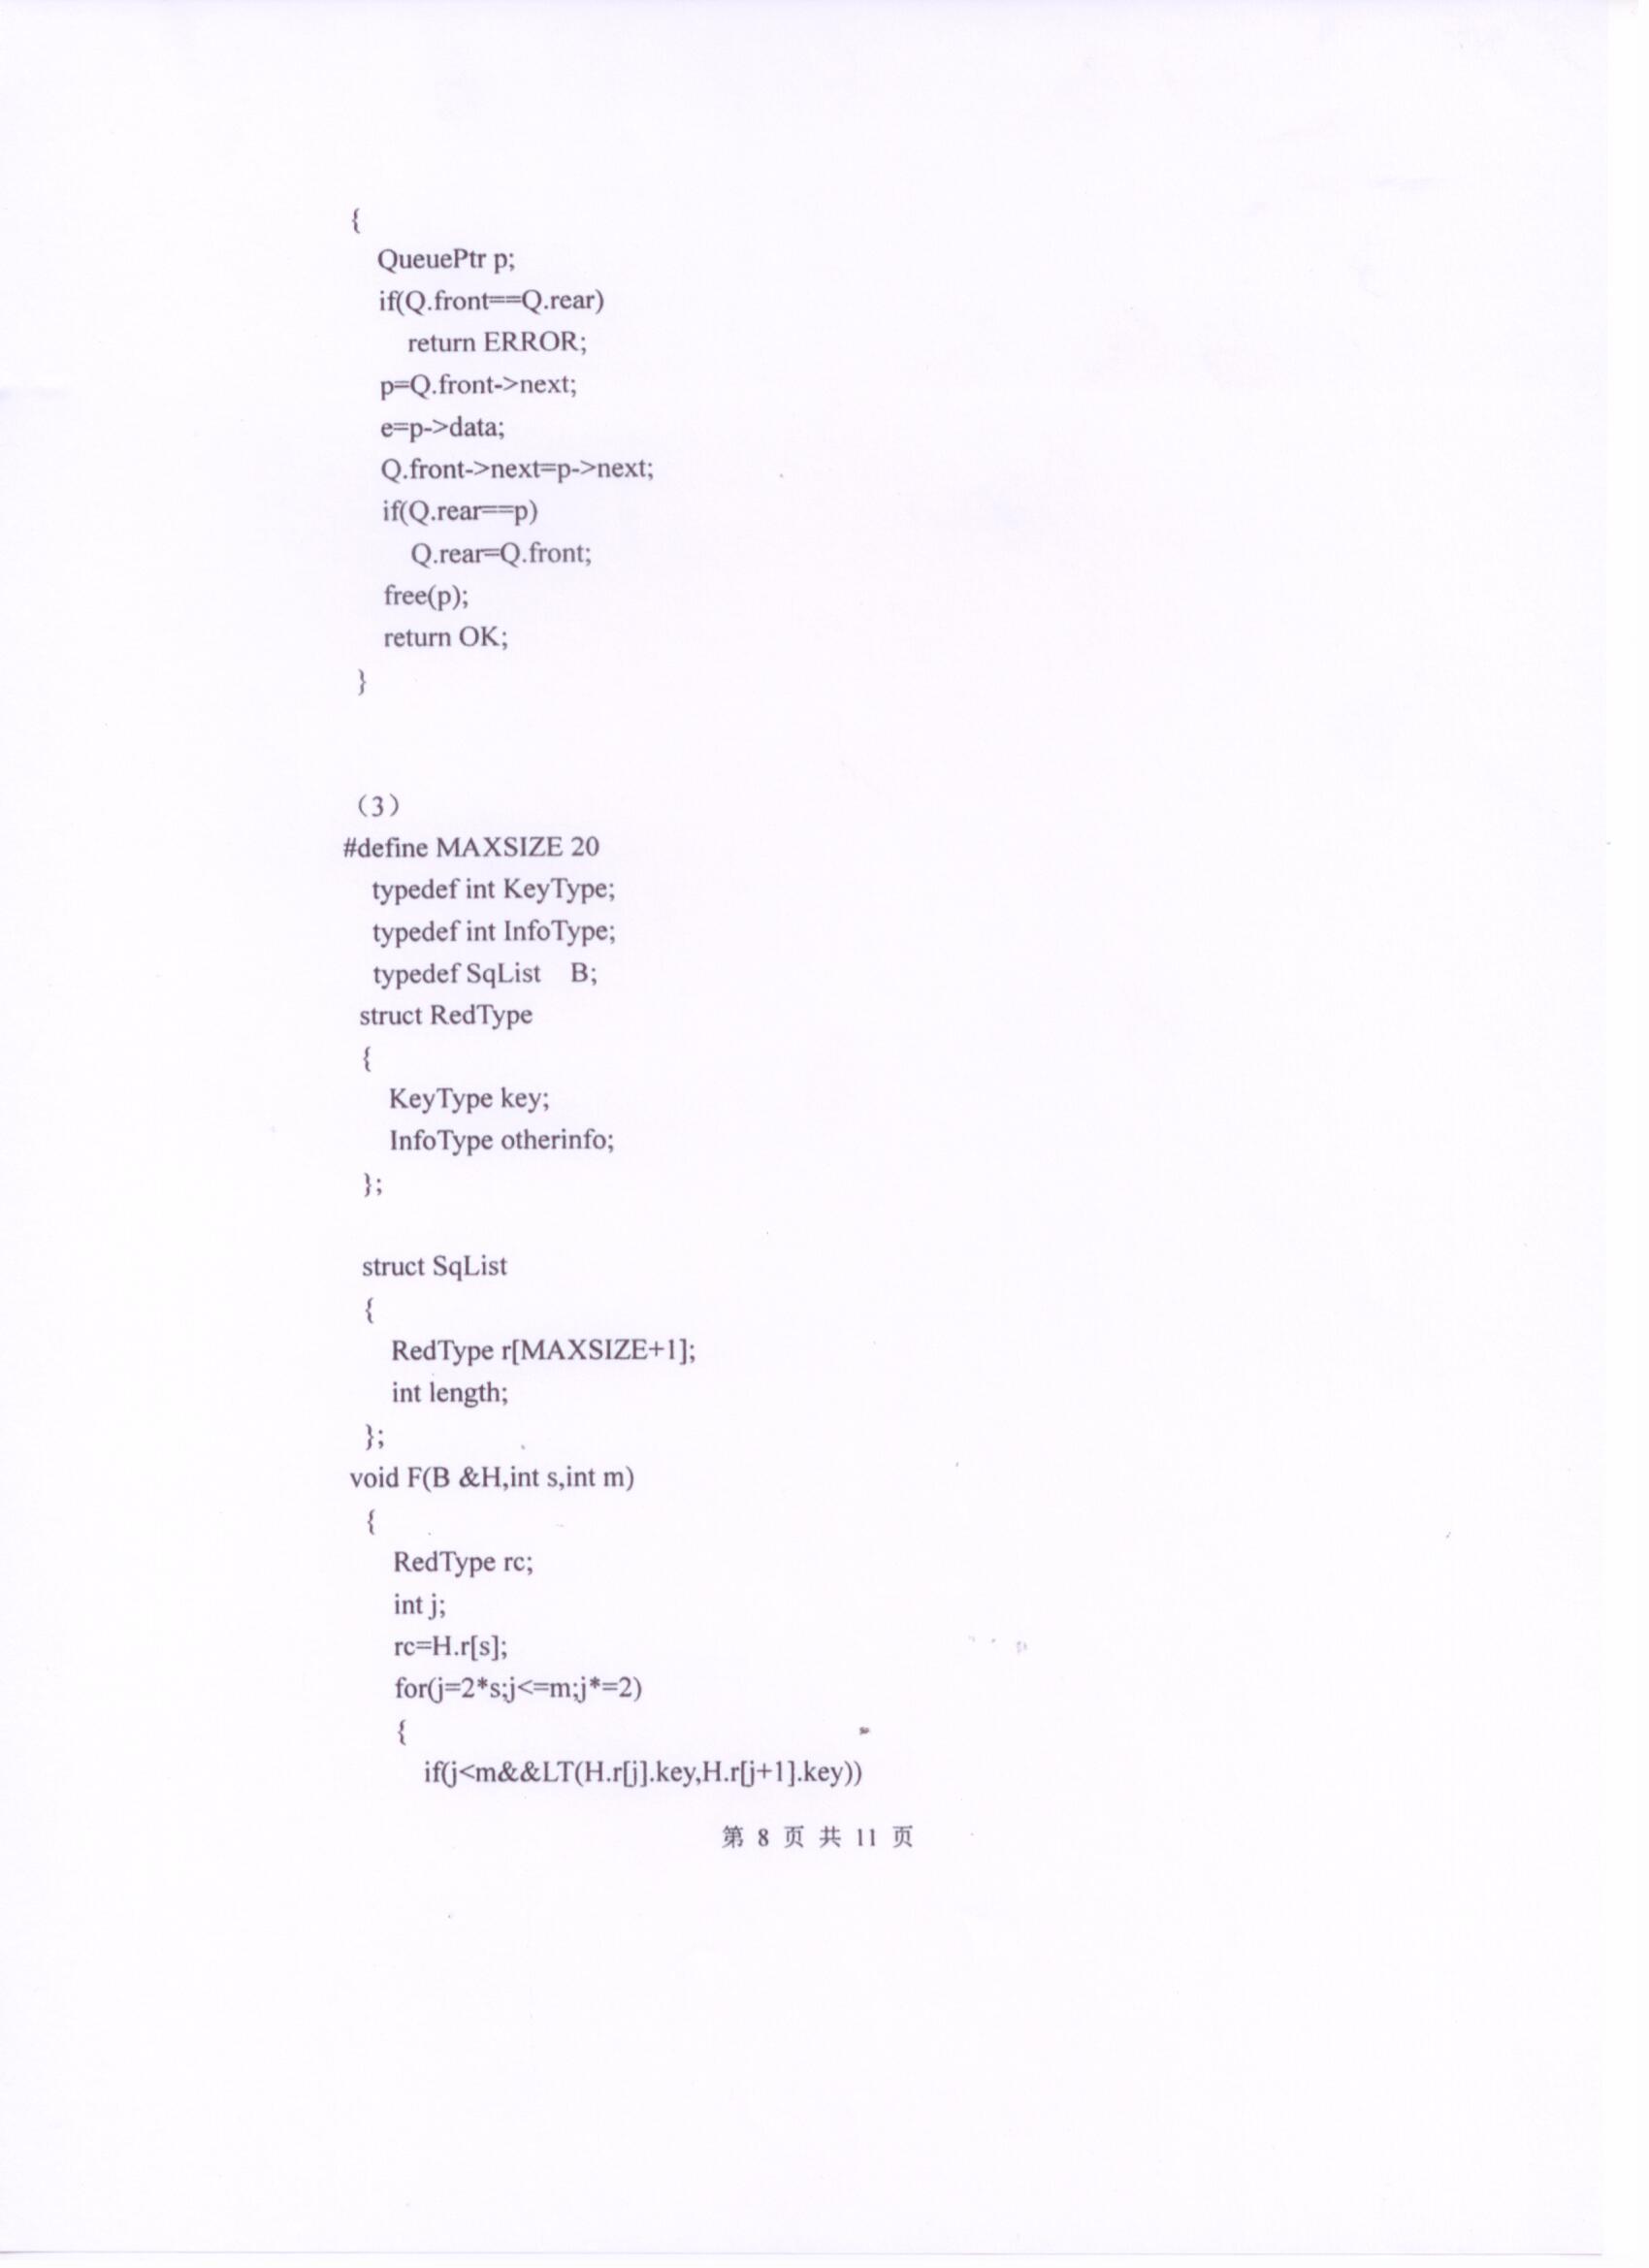 {
QueuePtr p;
if(Q.front==Q.rear)
return ERROR;
p=Q.front->next;
e=p->data;
Q.front->next=p->next;
if(Q.rear==p)
Q.rear=Q.front;
free(p);
return OK;
}
（3）
#define MAXSIZE 20
typedef int KeyType;
typedef int InfoType;
typedef SqList B;
struct RedType
{
KeyType key;
InfoType otherinfo;
};
struct SqList
{
RedType r[MAXSIZE+1];
int length;
};
void F(B &H,int s,int m)
{
RedType rc;
int j;
rc=H.r[s];
for(j=2*s;j<=m;j*=2)
{
if(j<m&&LT(H.r[j].key,H.r[j+1].key))
第 8 页 共 11 页